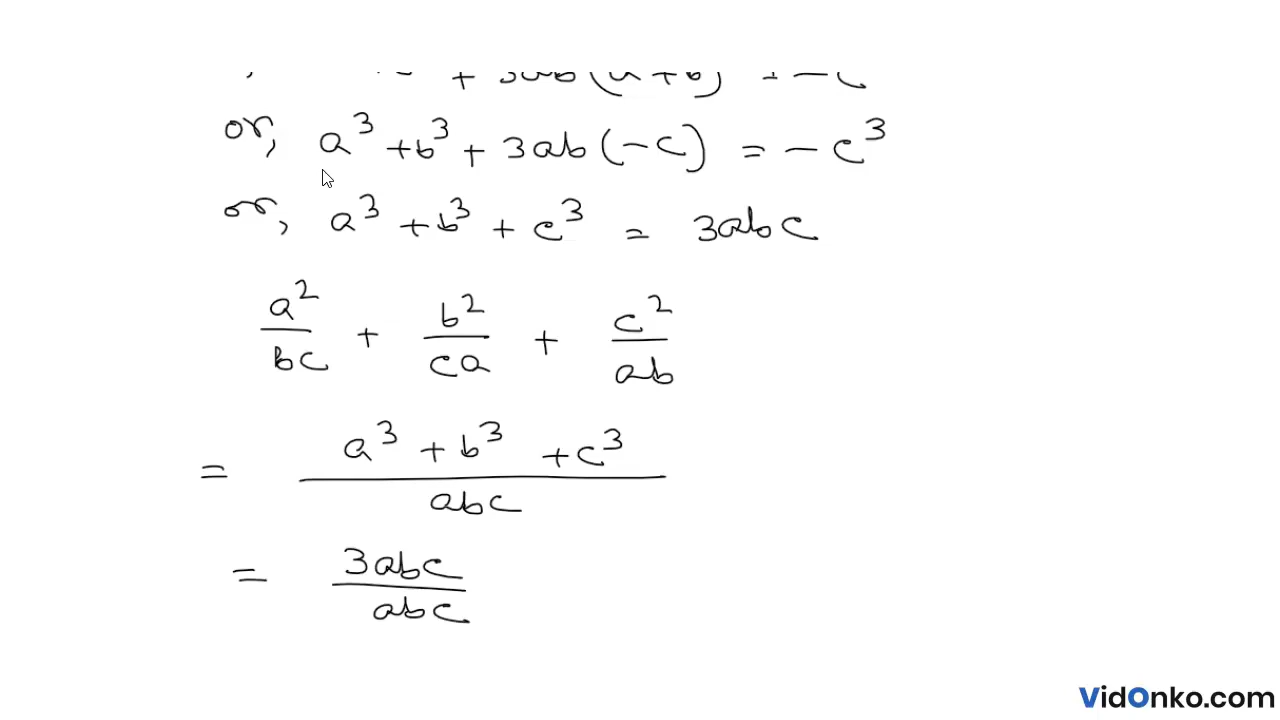 or, a³ + b³ + 3ab(-c) = -c³
or, a³ + b³ + c³ = 3abc
a²/bc + b²/ca + c²/ab
= a³ + b³ + c³/abc
= 3abc/abc
VidOnko.com